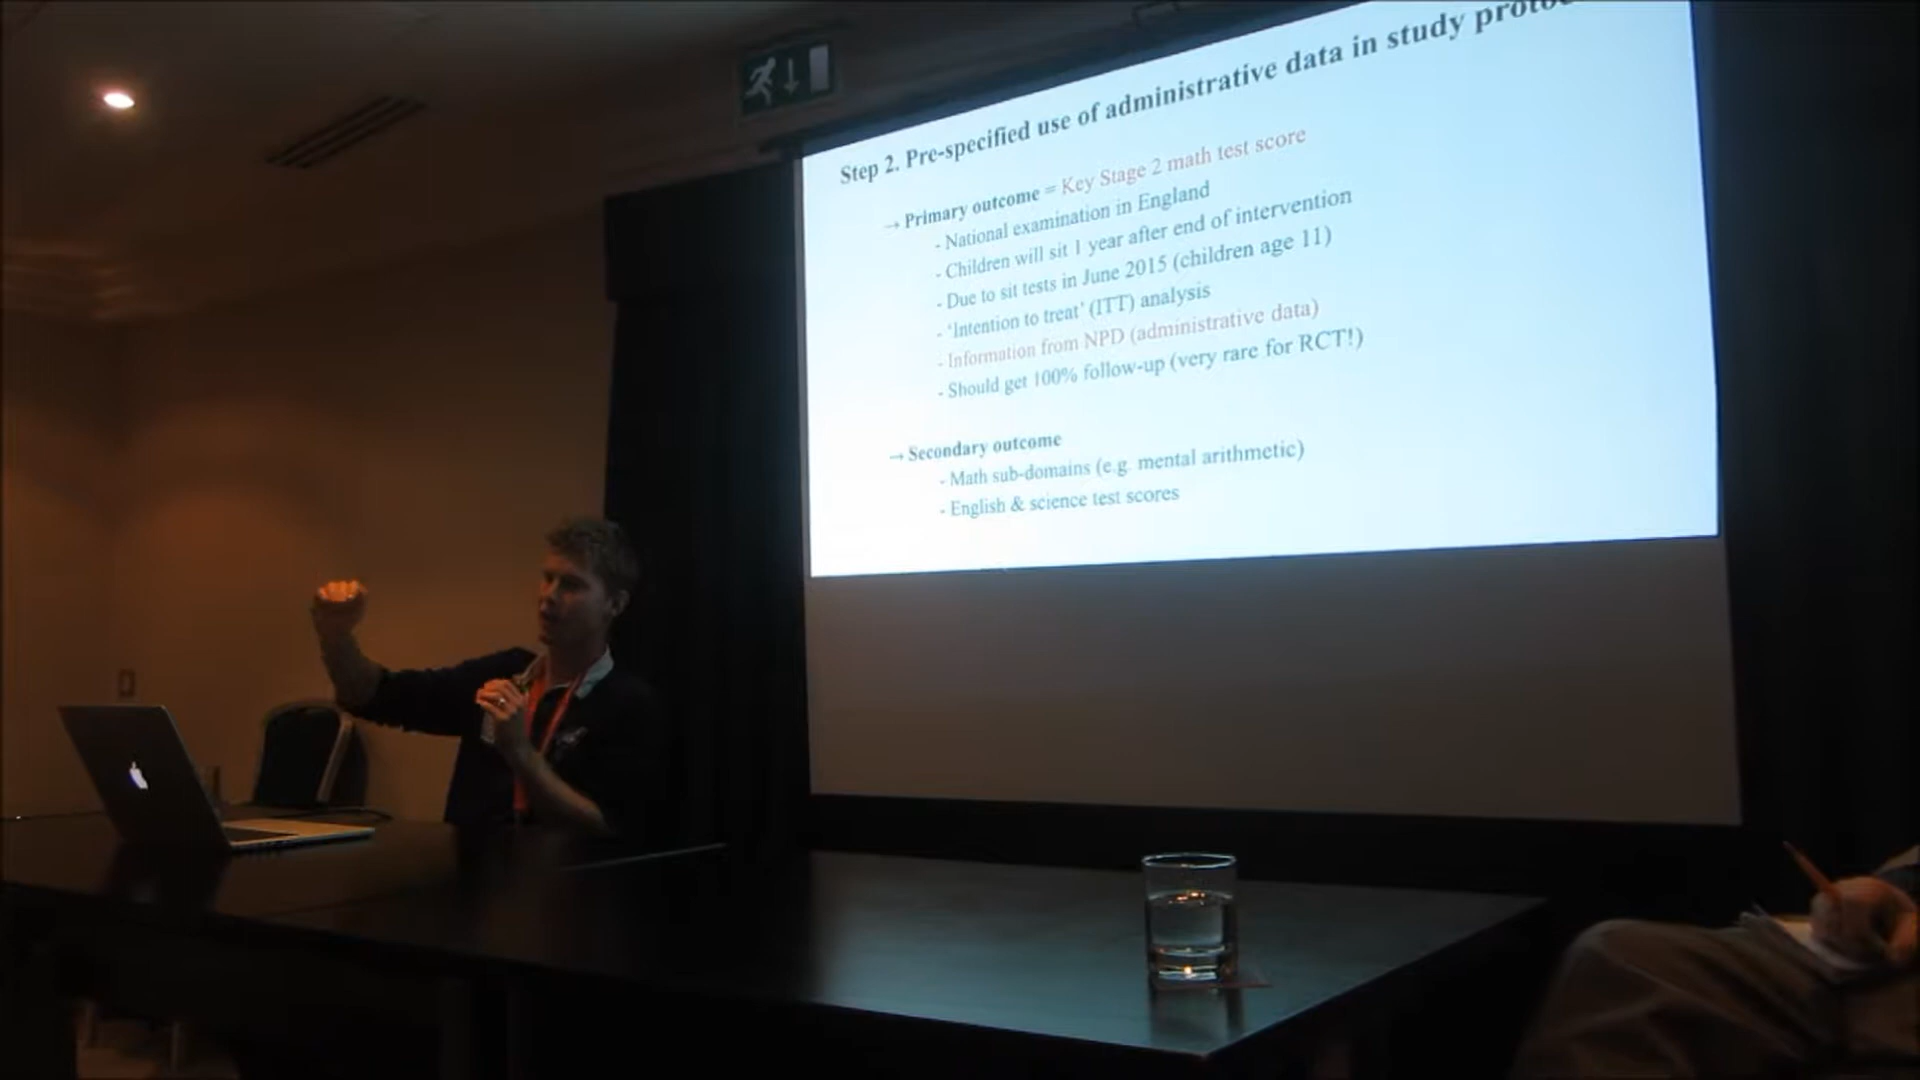 Step 2. Pre-specified use of administrative data in study
→ Primary outcome = Key Stage 2 math test score
- National examination in England
- Children will sit 1 year after end of intervention
- Due to sit tests in June 2015 (children age 11)
- 'Intention to treat' (ITT) analysis
- Information from NPD (administrative data)
- Should get 100% follow-up (very rare for RCT!)
→ Secondary outcome
- Math sub-domains (e.g. mental arithmetic)
- English & science test scores